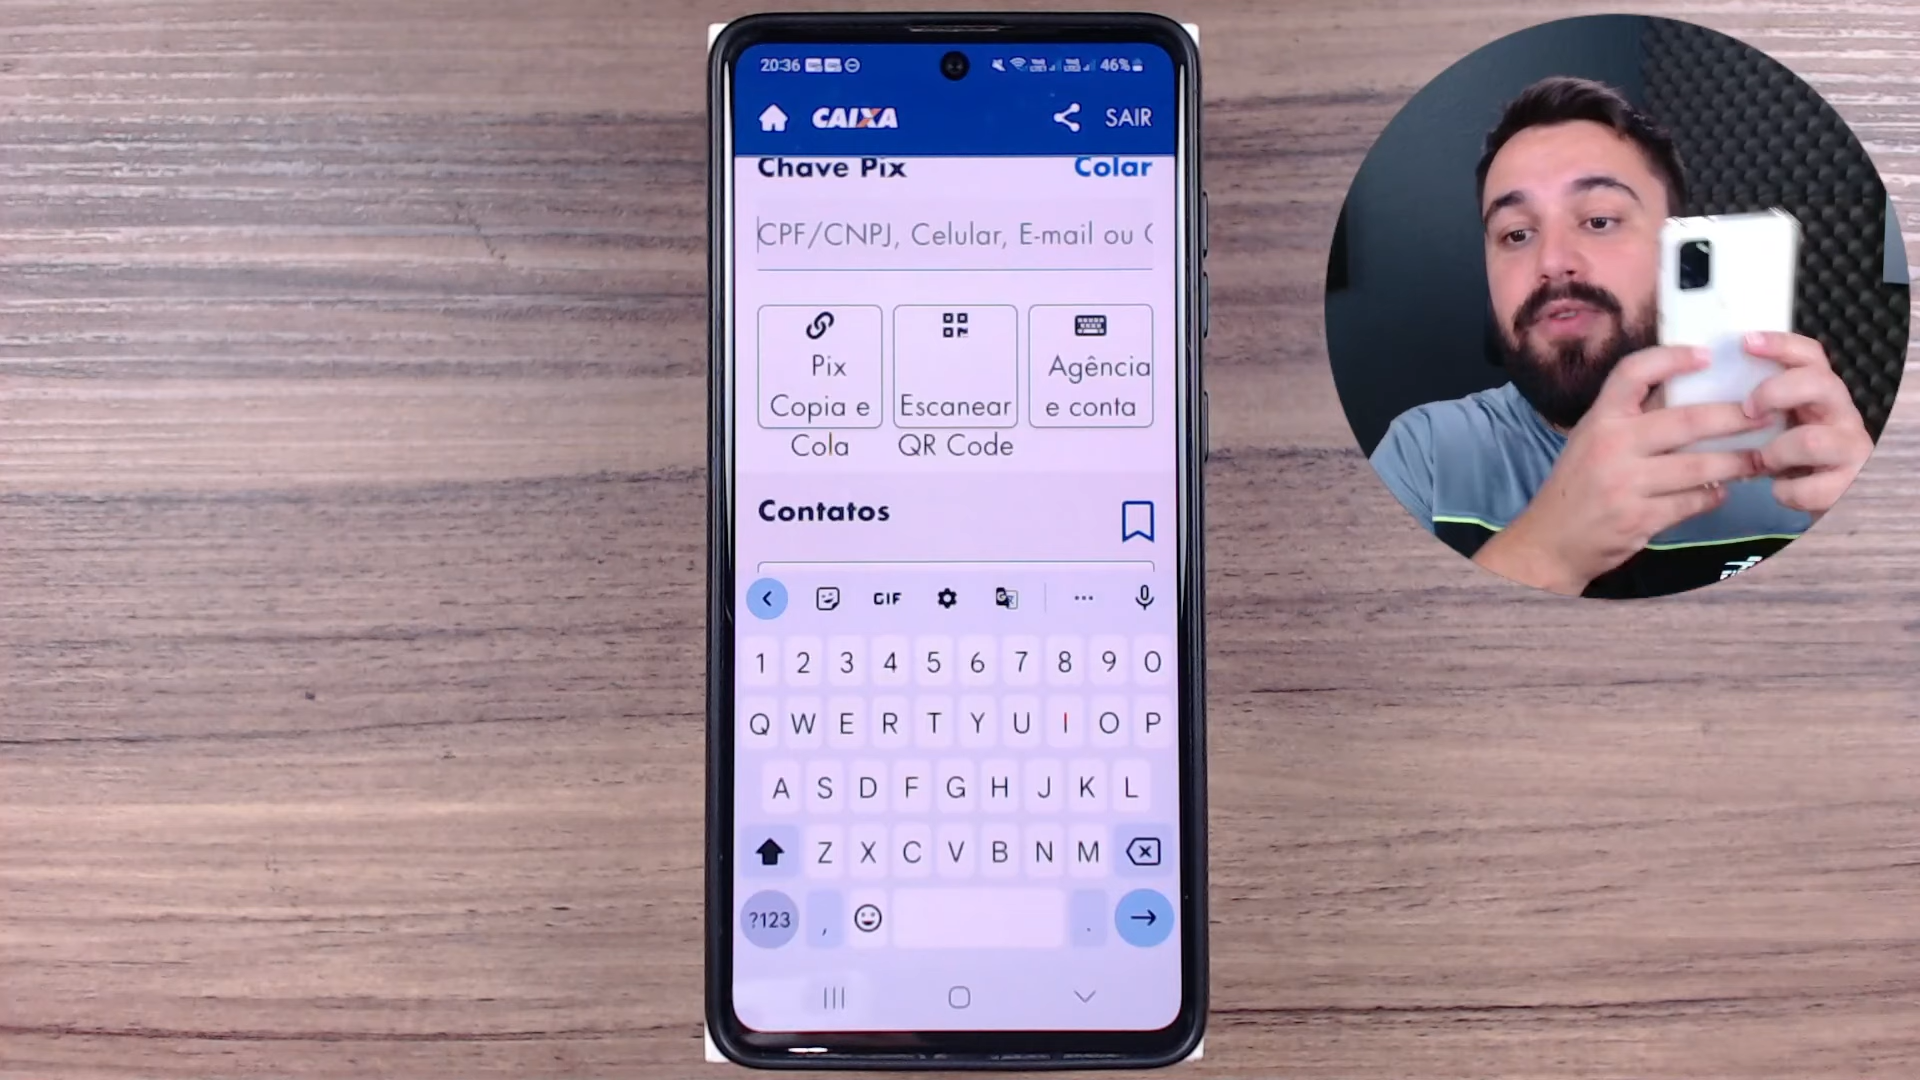 20:36 46%
CAIXA SAIR
Chave Pix Colar
CPF/CNPJ, Celular, E-mail ou
Pix
Copia e
Cola
Escanear
QR Code
Agência
e conta
Contatos
GIF
1 2 3 4 5 6 7 8 9 0
Q W E R T Y U I O P
A S D F G H J K L
Z X C V B N M
?123 , .